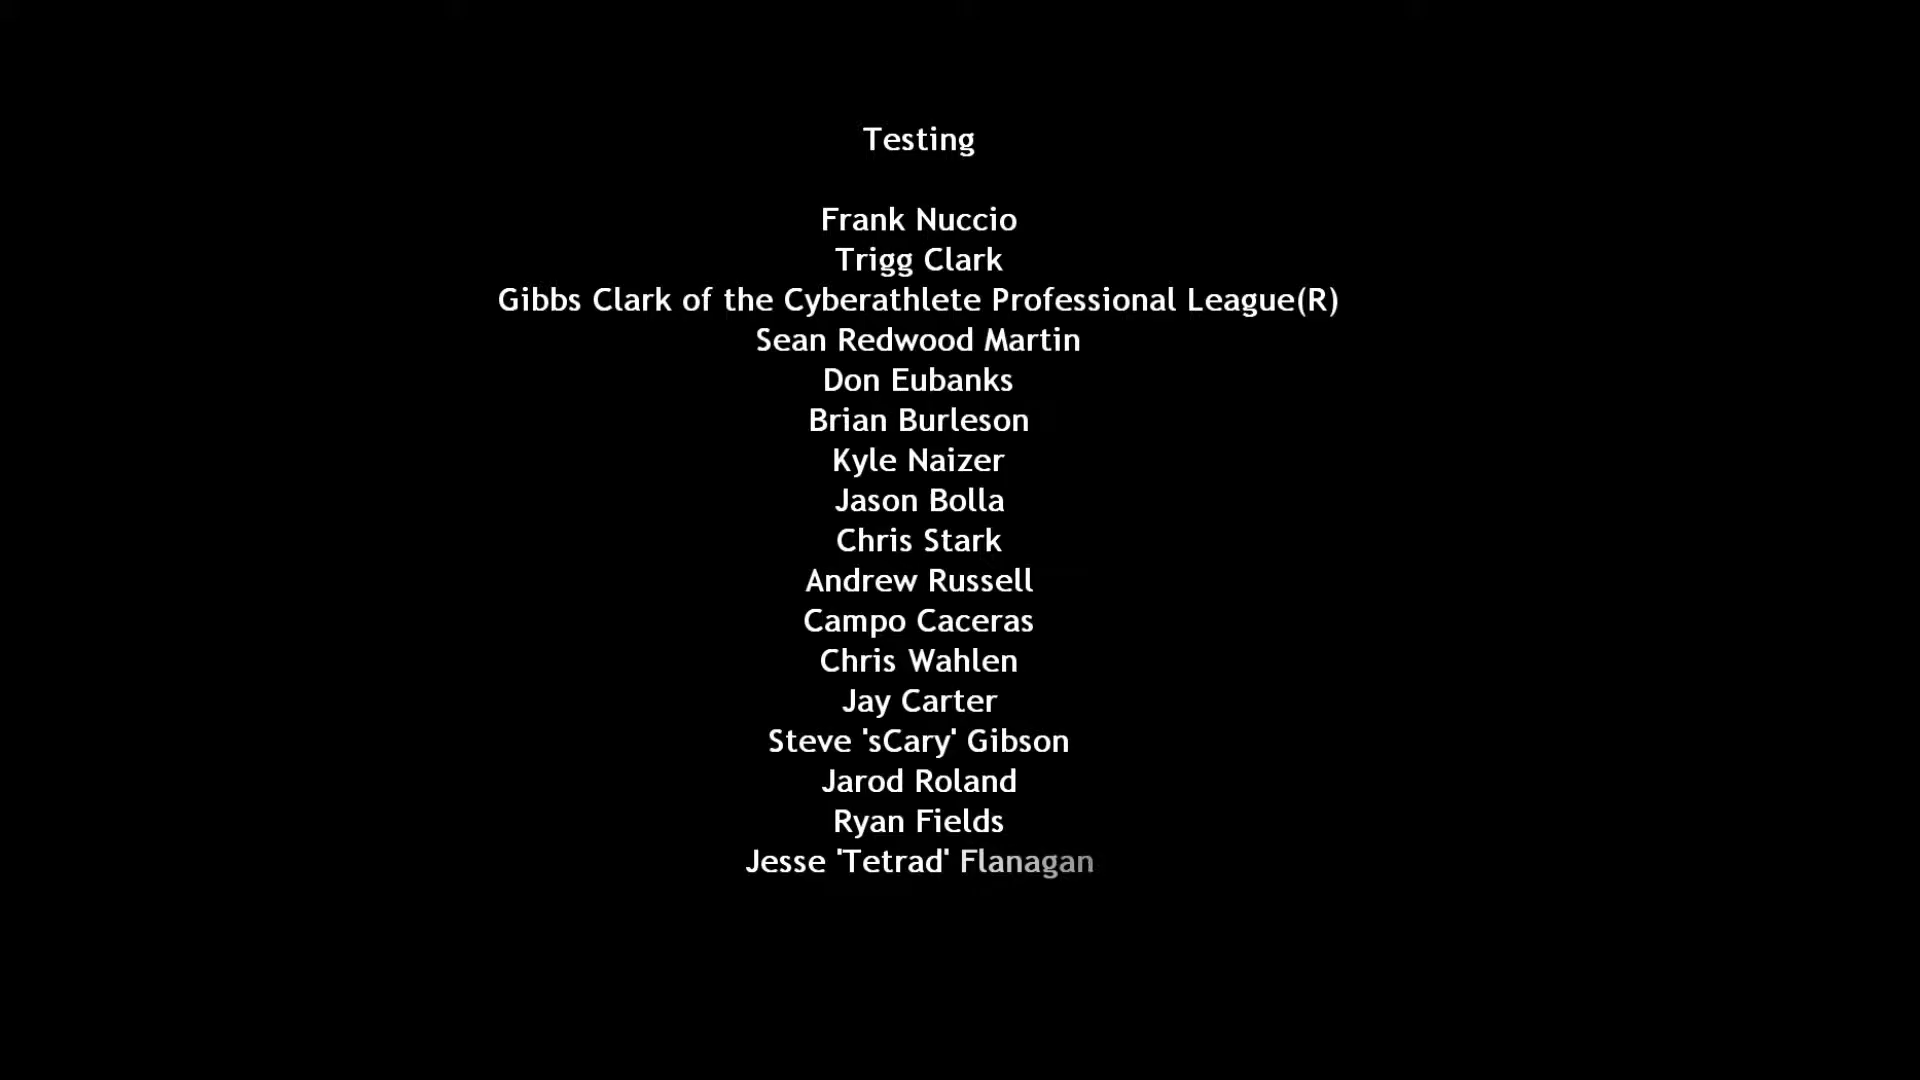 Testing
Frank Nuccio
Trigg Clark
Gibbs Clark of the Cyberathlete Professional League(R)
Sean Redwood Martin
Don Eubanks
Brian Burleson
Kyle Naizer
Jason Bolla
Chris Stark
Andrew Russell
Campo Caceras
Chris Wahlen
Jay Carter
Steve 'sCary' Gibson
Jarod Roland
Ryan Fields
Jesse 'Tetrad' Flanagan